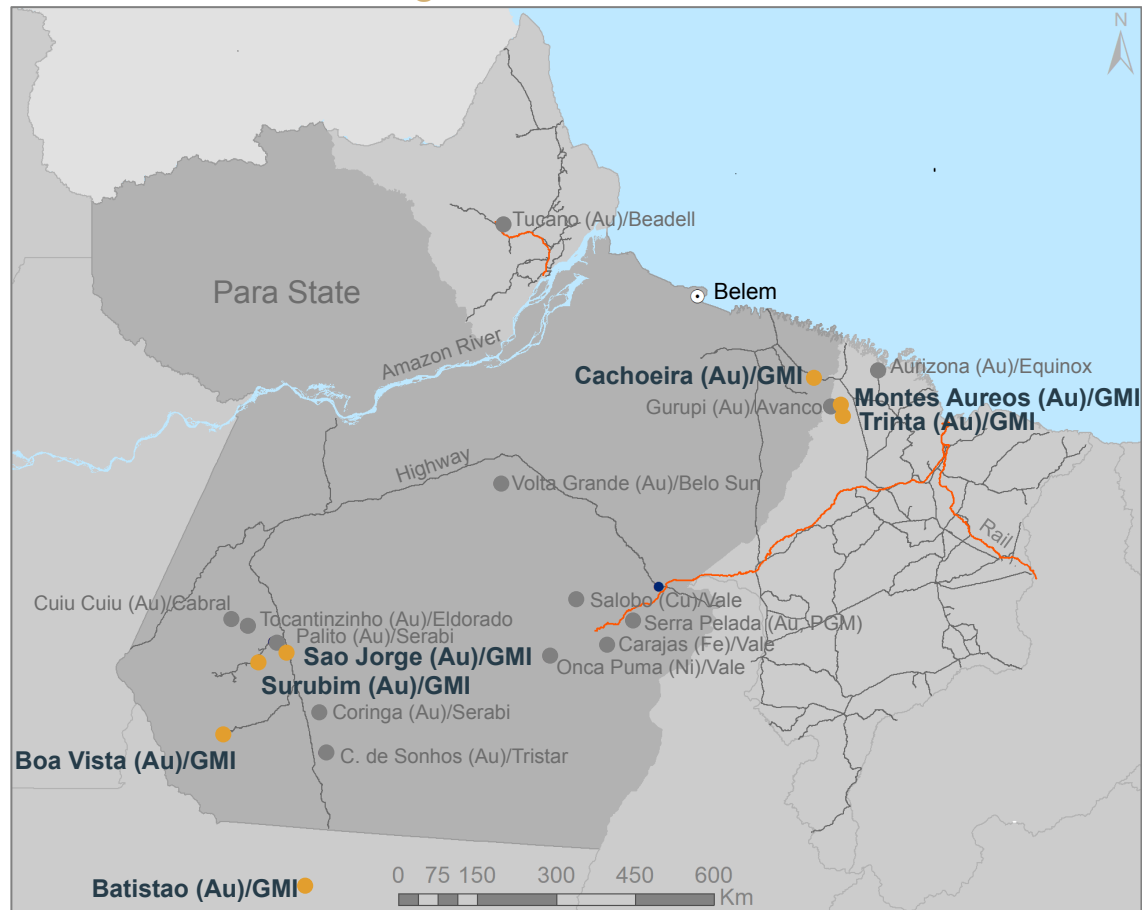 N
Tucano (Au)/Beadell
Para State
Belem
Amazon River
Cachoeira (Au)/GMI
Aurizona (Au)/Equinox
Montes Aureos (Au)/GMI
Gurupi (Au)/Avanco
Trinta (Au)/GMI
Highway
Volta Grande (Au)/Belo Sun
Rail
Salobo (Cu)/Vale
Cuiu Cuiu (Au)/Cabral
Tocantinzinho (Au)/Eldorado
Serra Pelada (Au, PGM)
Palito (Au)/Serabi
Carajas (Fe)/Vale
Sao Jorge (Au)/GMI
Onca Puma (Ni)/Vale
Surubim (Au)/GMI
Coringa (Au)/Serabi
C. de Sonhos (Au)/Tristar
Boa Vista (Au)/GMI
Batistao (Au)/GMI
0 75 150 300 450 600
Km